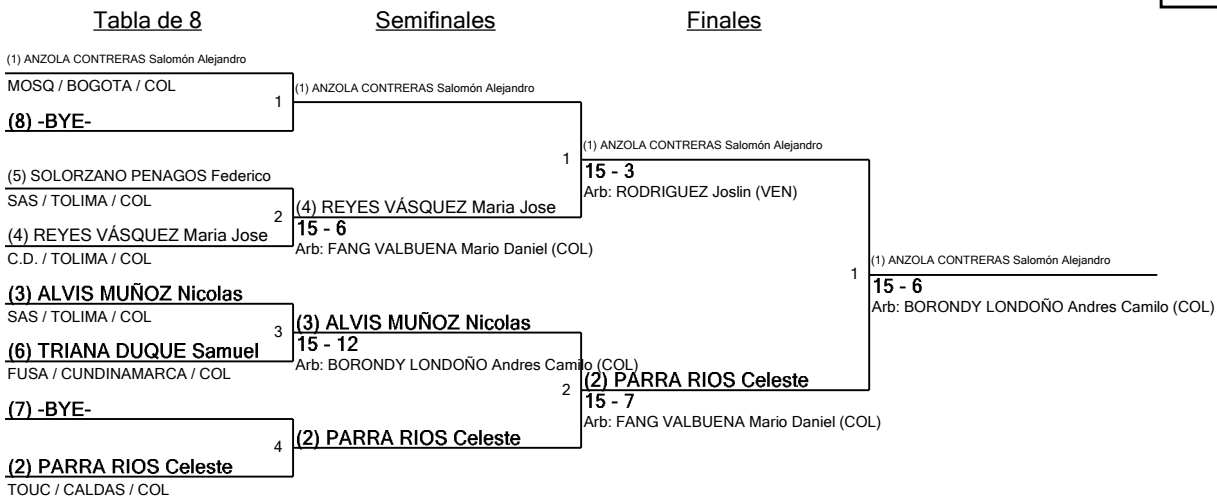 Tabla de 8
Semifinales
Finales
(1) ANZOLA CONTRERAS Salomón Alejandro
MOSQ / BOGOTA / COL
1
(8) -BYE-
(5) SOLORZANO PENAGOS Federico
SAS / TOLIMA / COL
2
(4) REYES VÁSQUEZ Maria Jose
C.D. / TOLIMA / COL
(3) ALVIS MUÑOZ Nicolas
SAS / TOLIMA / COL
3
(6) TRIANA DUQUE Samuel
FUSA / CUNDINAMARCA / COL
(7) -BYE-
4
(2) PARRA RIOS Celeste
TOUC / CALDAS / COL
(1) ANZOLA CONTRERAS Salomón Alejandro
1
(4) REYES VÁSQUEZ Maria Jose
15 - 6
Arb: FANG VALBUENA Mario Daniel (COL)
(3) ALVIS MUÑOZ Nicolas
15 - 12
Arb: BORONDY LONDOÑO Andres Camilo (COL)
2
(2) PARRA RIOS Celeste
(1) ANZOLA CONTRERAS Salomón Alejandro
15 - 3
Arb: RODRIGUEZ Joslin (VEN)
1
(2) PARRA RIOS Celeste
15 - 7
Arb: FANG VALBUENA Mario Daniel (COL)
(1) ANZOLA CONTRERAS Salomón Alejandro
15 - 6
Arb: BORONDY LONDOÑO Andres Camilo (COL)